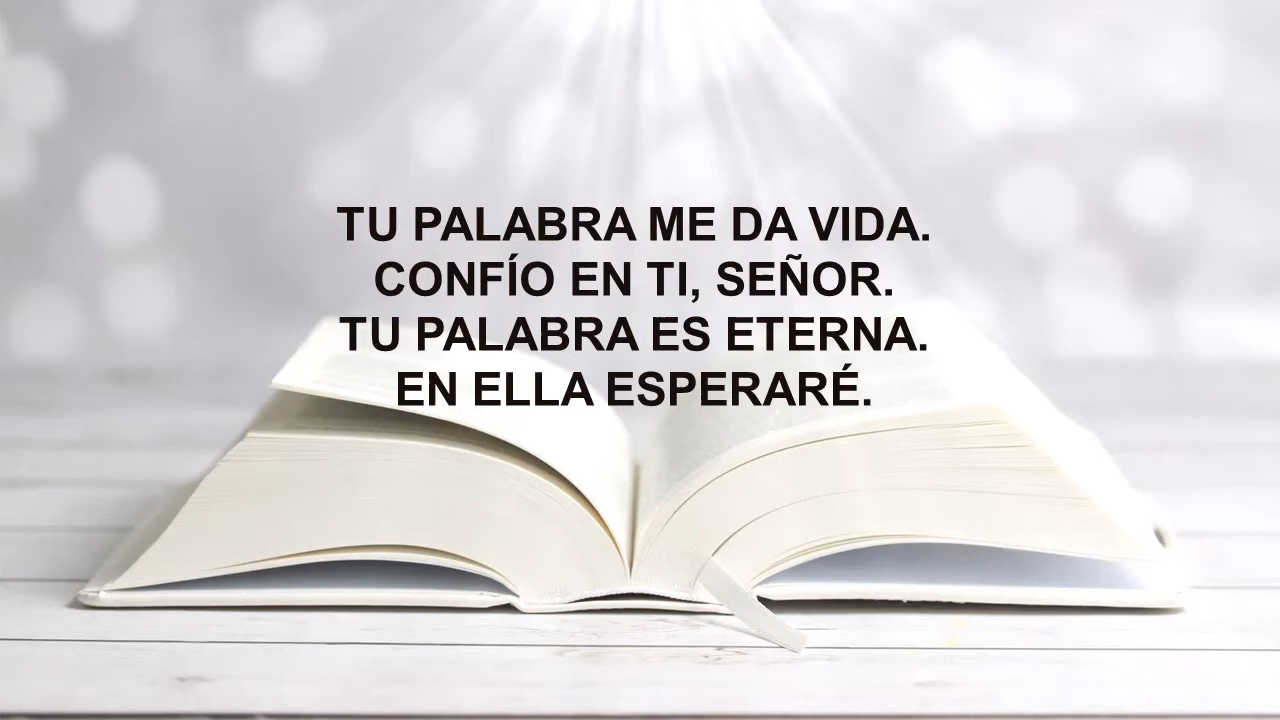 TU PALABRA ME DA VIDA.
CONFÍO EN TI, SEÑOR.
TU PALABRA ES ETERNA.
EN ELLA ESPERARÉ.